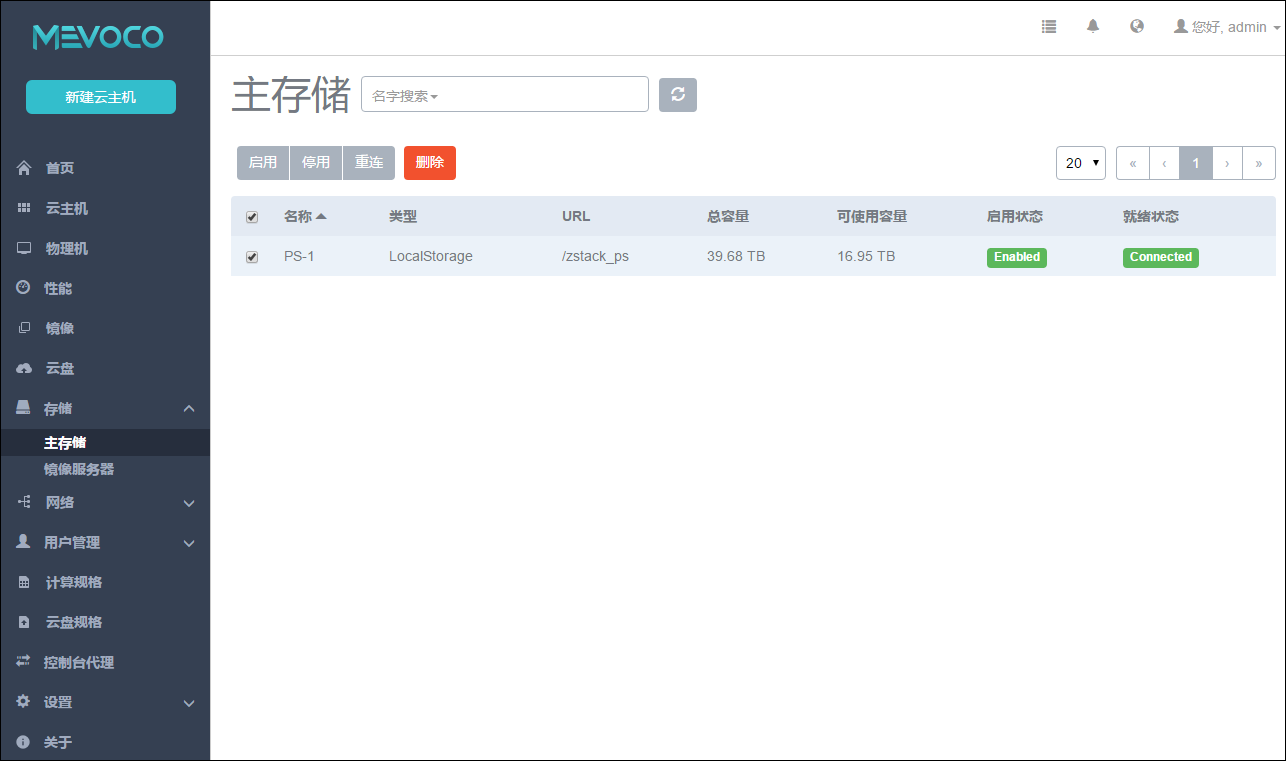 MEVOCO
新建云主机
首页
云主机
物理机
性能
镜像
云盘
存储
主存储
镜像服务器
网络
用户管理
计算规格
云盘规格
控制台代理
设置
关于
您好, admin
主存储 名字搜索
启用 停用 重连 删除 20 « ‹ 1 › »
名称 类型 URL 总容量 可使用容量 启用状态 就绪状态
PS-1 LocalStorage /zstack_ps 39.68 TB 16.95 TB Enabled Connected